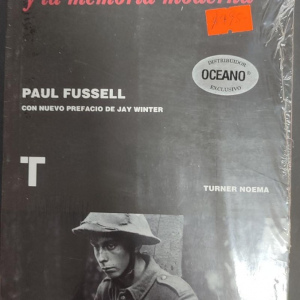 y la memoria moderna
DISTRIBUIDOR
OCEANO®
EXCLUSIVO
PAUL FUSSELL
CON NUEVO PREFACIO DE JAY WINTER
T
TURNER NOEMA